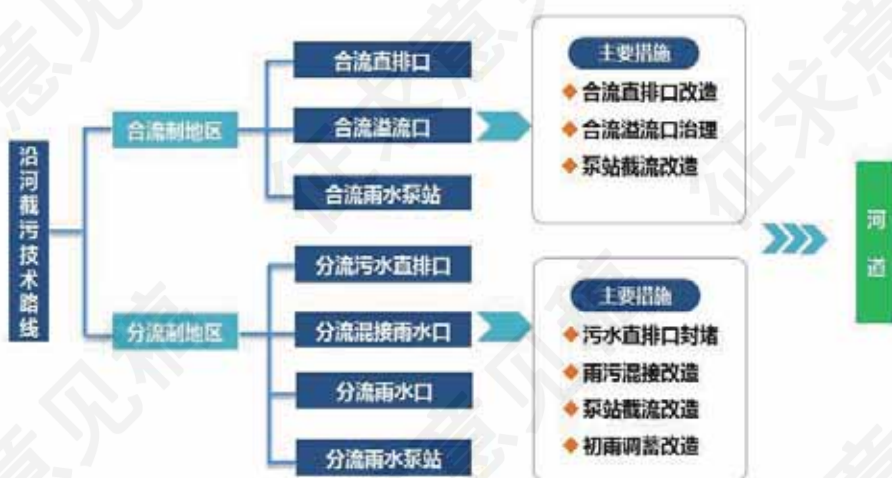 沿河截污技术路线
合流制地区
合流直排口
合流溢流口
合流雨水泵站
主要措施
合流直排口改造
合流溢流口治理
泵站截流改造
分流制地区
分流污水直排口
分流混接雨水口
分流雨水口
分流雨水泵站
主要措施
污水直排口封堵
雨污混接改造
泵站截流改造
初雨调蓄改造
河道
征求意见稿